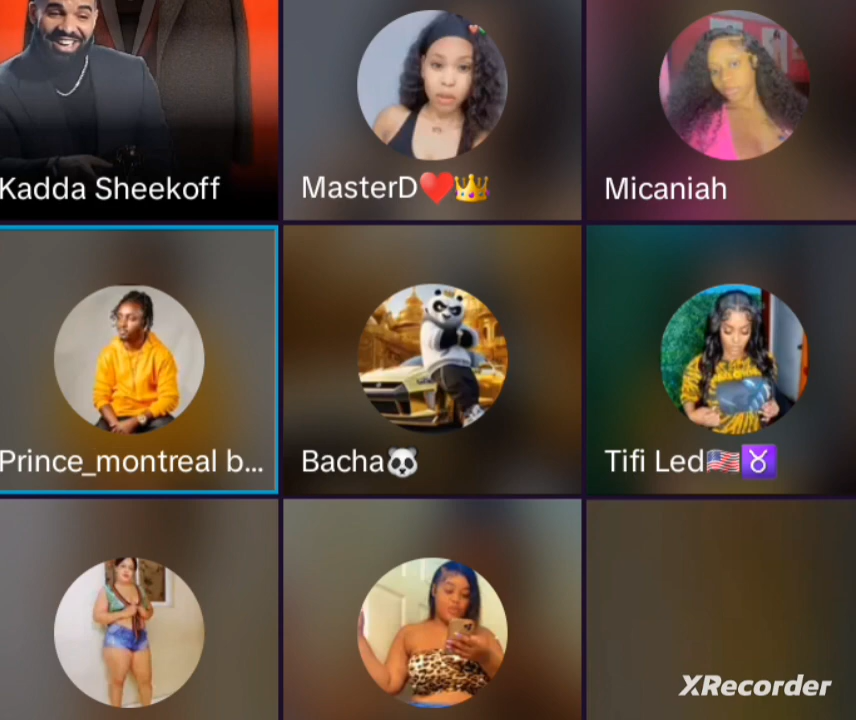 Kadda Sheekoff
MasterD❤️👑
Micaniah
Prince_montreal b...
Bacha🐼
Tifi Led🇺🇸♉
XRecorder